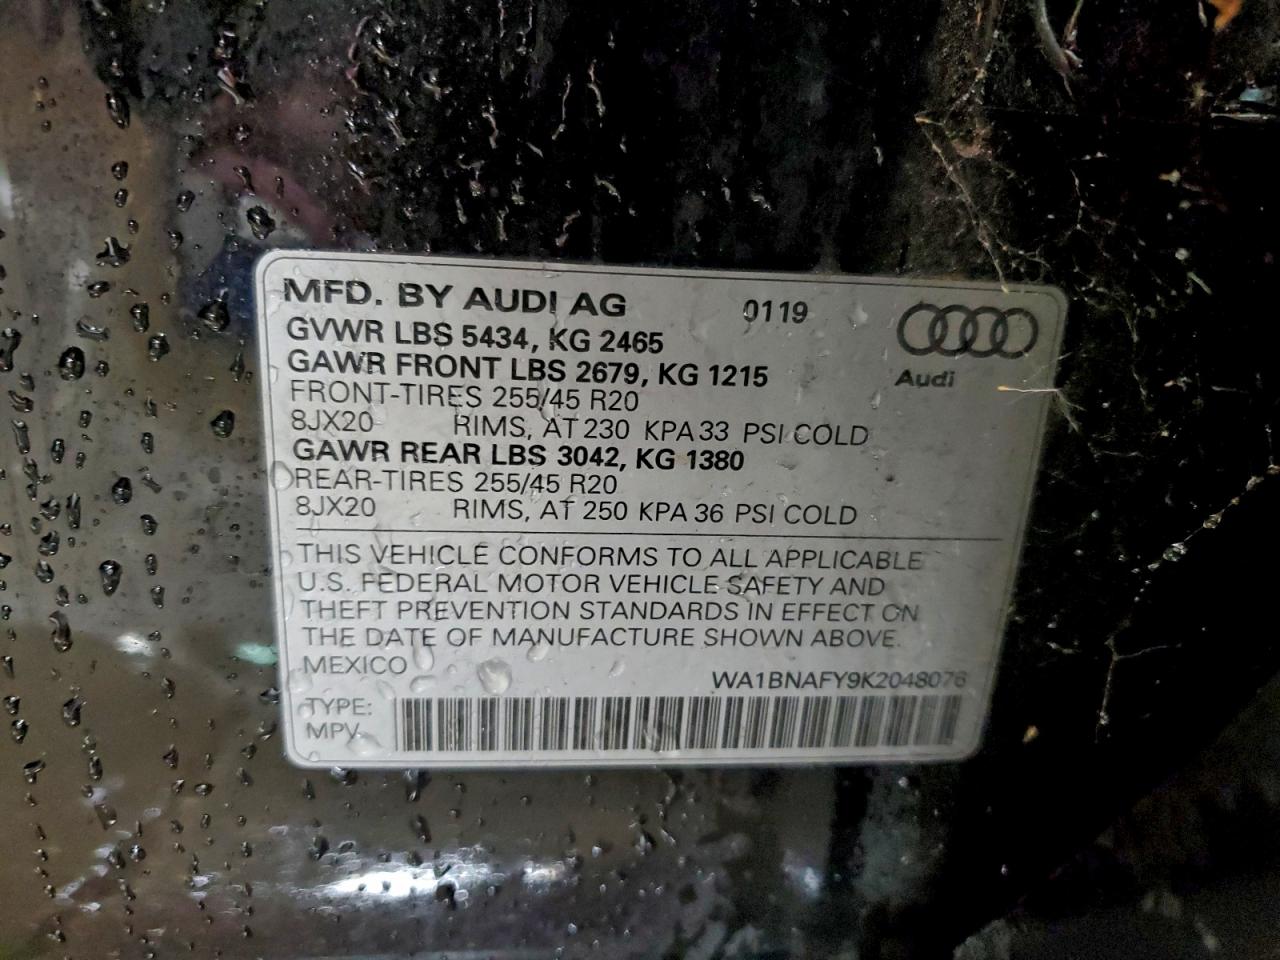 MFD. BY AUDI AG 0119
GVWR LBS 5434, KG 2465
GAWR FRONT LBS 2679, KG 1215
Audi
FRONT-TIRES 255/45 R20
8JX20 RIMS, AT 230 KPA 33 PSI COLD
GAWR REAR LBS 3042, KG 1380
REAR-TIRES 255/45 R20
8JX20 RIMS, AT 250 KPA 36 PSI COLD
THIS VEHICLE CONFORMS TO ALL APPLICABLE
U.S. FEDERAL MOTOR VEHICLE SAFETY AND
THEFT PREVENTION STANDARDS IN EFFECT ON
THE DATE OF MANUFACTURE SHOWN ABOVE.
MEXICO
WA1BNAFY9K2048076
TYPE:
MPV